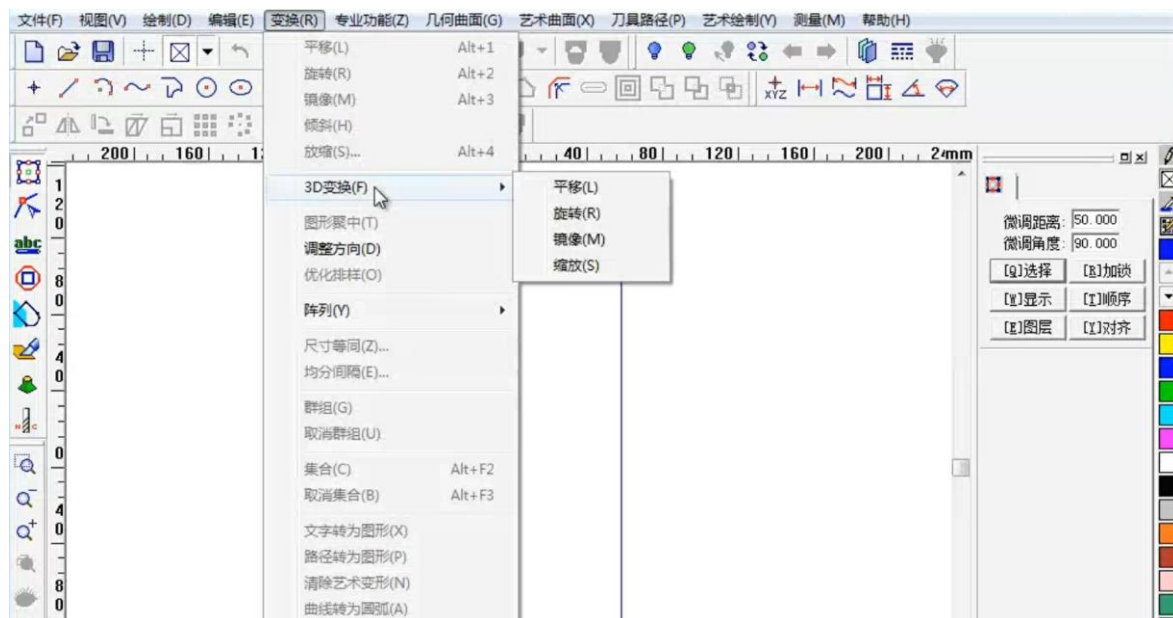 文件(F) 视图(V) 绘制(D) 编辑(E) 变换(R) 专业功能(Z) 几何曲面(G) 艺术曲面(X) 刀具路径(P) 艺术绘制(Y) 测量(M) 帮助(H)
平移(L) Alt+1
旋转(R) Alt+2
镜像(M) Alt+3
倾斜(H)
放缩(S)... Alt+4
3D变换(F)
图形聚中(T)
调整方向(D)
优化排样(O)
阵列(Y)
尺寸等同(Z)...
均分间隔(E)...
群组(G)
取消群组(U)
集合(C) Alt+F2
取消集合(B) Alt+F3
文字转为图形(X)
路径转为图形(P)
清除艺术变形(N)
曲线转为圆弧(A)
平移(L)
旋转(R)
镜像(M)
缩放(S)
XYZ
200 160 40 80 120 160 200 mm
abc
120
80
40
0
40
80
微调距离: 50.000
微调角度: 90.000
[Q]选择 [R]加锁
[W]显示 [T]顺序
[E]图层 [Y]对齐